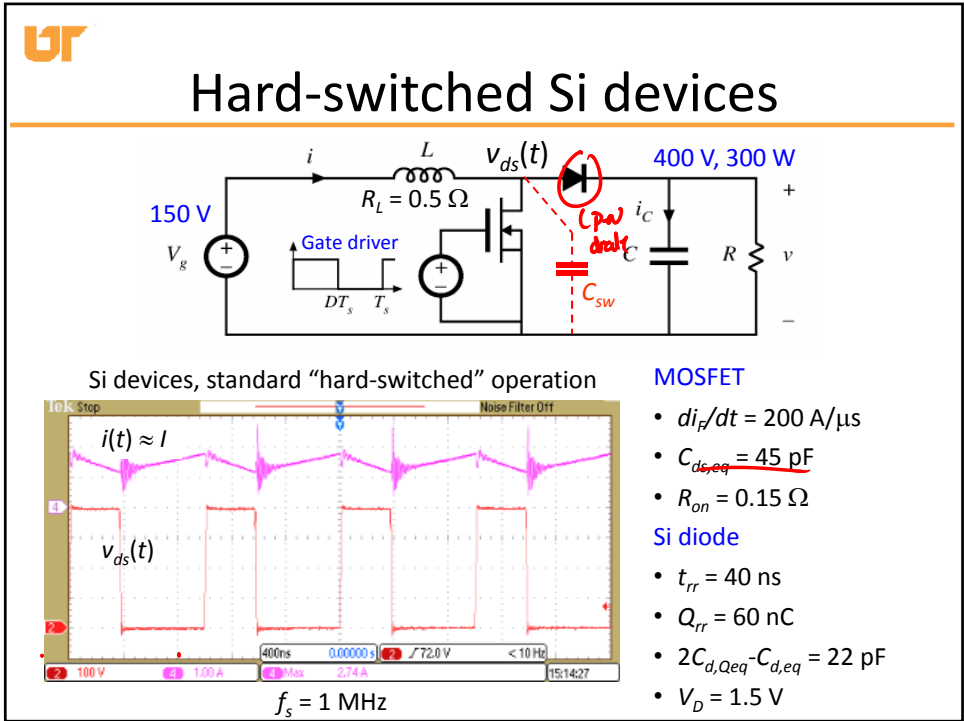 UT
Hard-switched Si devices
i
L
v_ds(t)
400 V, 300 W
R_L = 0.5 Ω
+
150 V
i_C
Gate driver
V_g
+
−
+
−
C
R
v
C_sw
DT_s
T_s
−
Si devices, standard “hard-switched” operation
Tek Stop
Noise Filter Off
i(t) ≈ I
4
v_ds(t)
2
400ns
0.00000 s
2
72.0 V
< 10 Hz
2
100 V
4
1.00 A
4
Max
2.74 A
15:14:27
f_s = 1 MHz
MOSFET
• di_F/dt = 200 A/μs
• C_ds,eq = 45 pF
• R_on = 0.15 Ω
Si diode
• t_rr = 40 ns
• Q_rr = 60 nC
• 2C_d,Qeq-C_d,eq = 22 pF
• V_D = 1.5 V